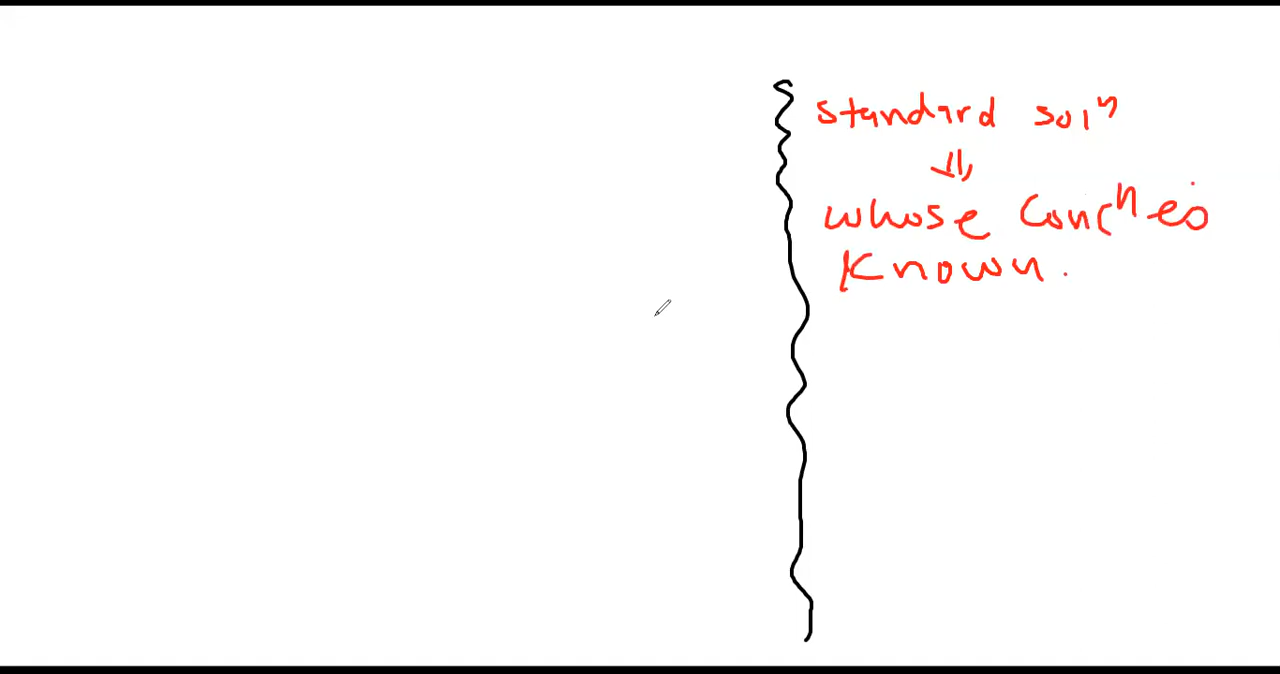 standard solⁿ
⇓
whose concⁿ is
known.